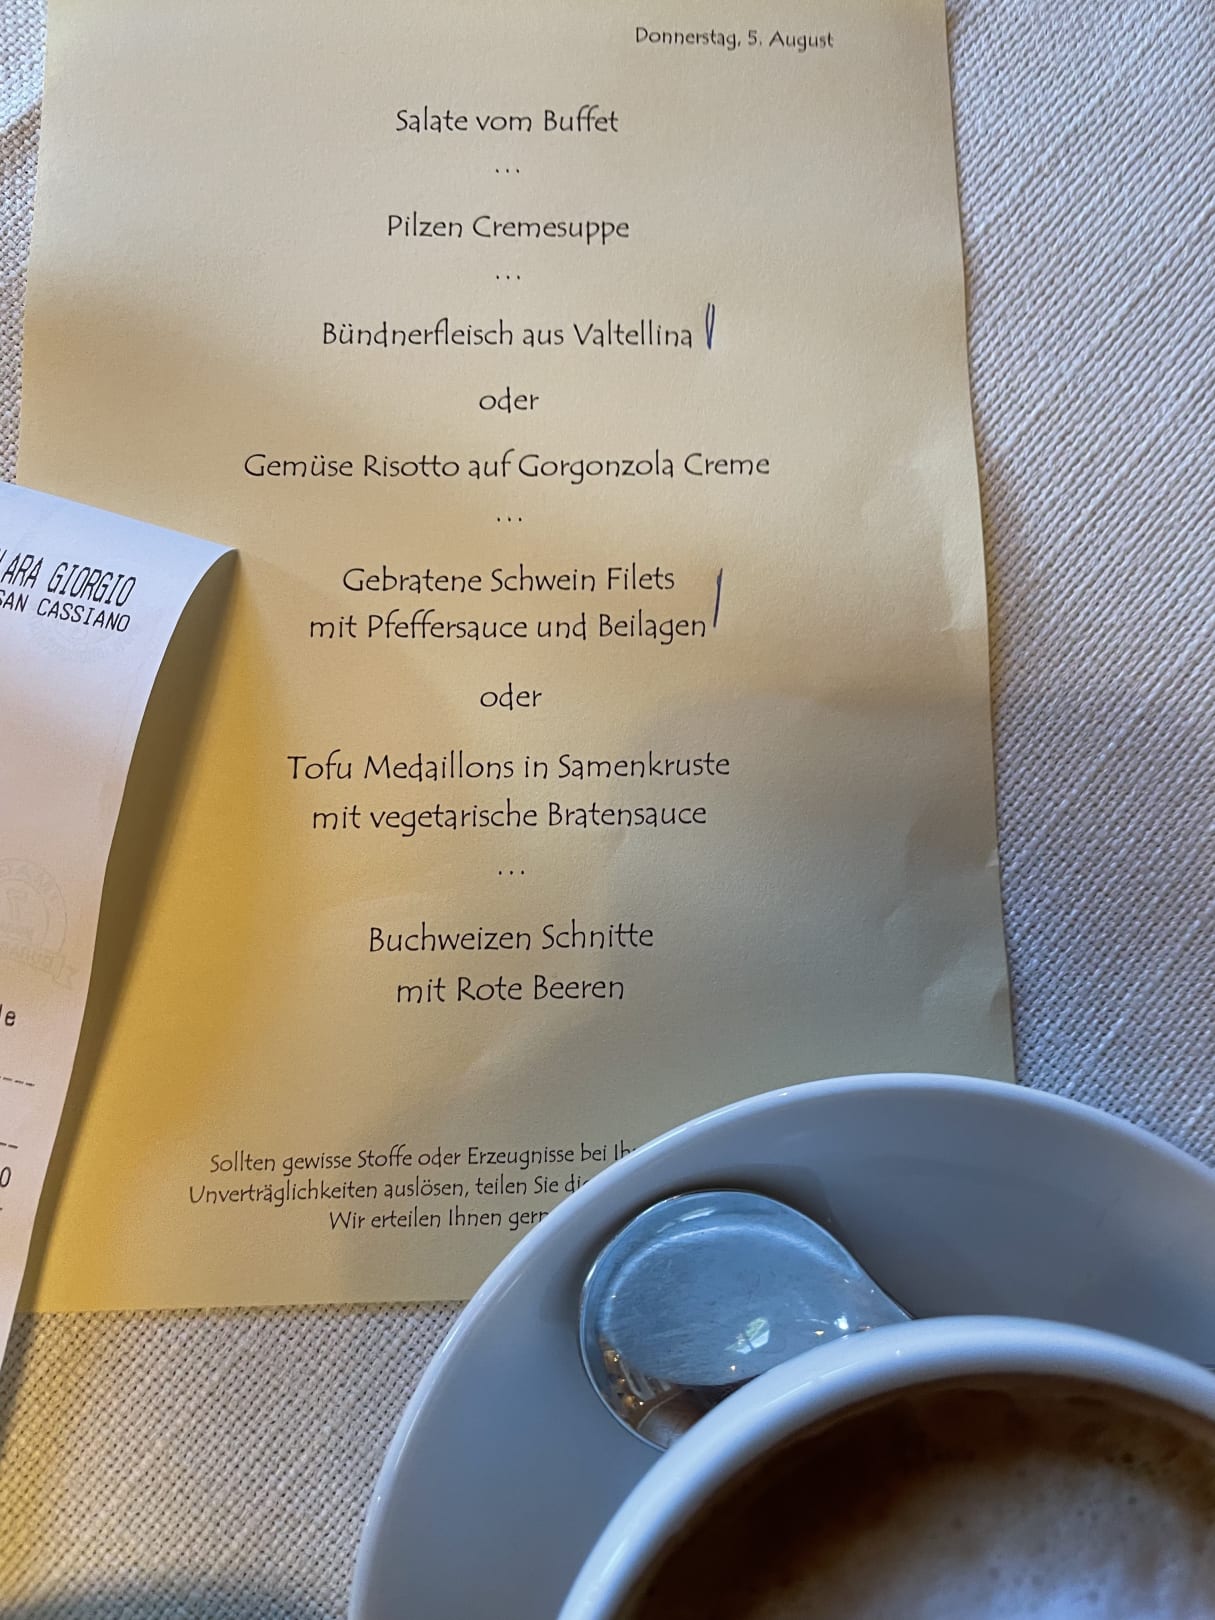 Donnerstag, 5. August
Salate vom Buffet
...
Pilzen Cremesuppe
...
Bündnerfleisch aus Valtellina
oder
Gemüse Risotto auf Gorgonzola Creme
...
Gebratene Schwein Filets
mit Pfeffersauce und Beilagen
oder
Tofu Medaillons in Samenkruste
mit vegetarische Bratensauce
...
Buchweizen Schnitte
mit Rote Beeren
Sollten gewisse Stoffe oder Erzeugnisse bei
Unverträglichkeiten auslösen, teilen Sie
Wir erteilen Ihnen
GIORGIO
SAN CASSIANO